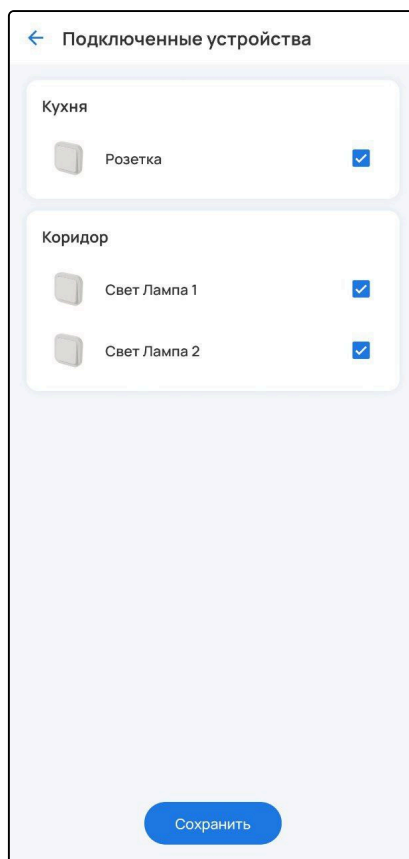 Подключенные устройства
Кухня
Розетка
Коридор
Свет Лампа 1
Свет Лампа 2
Сохранить